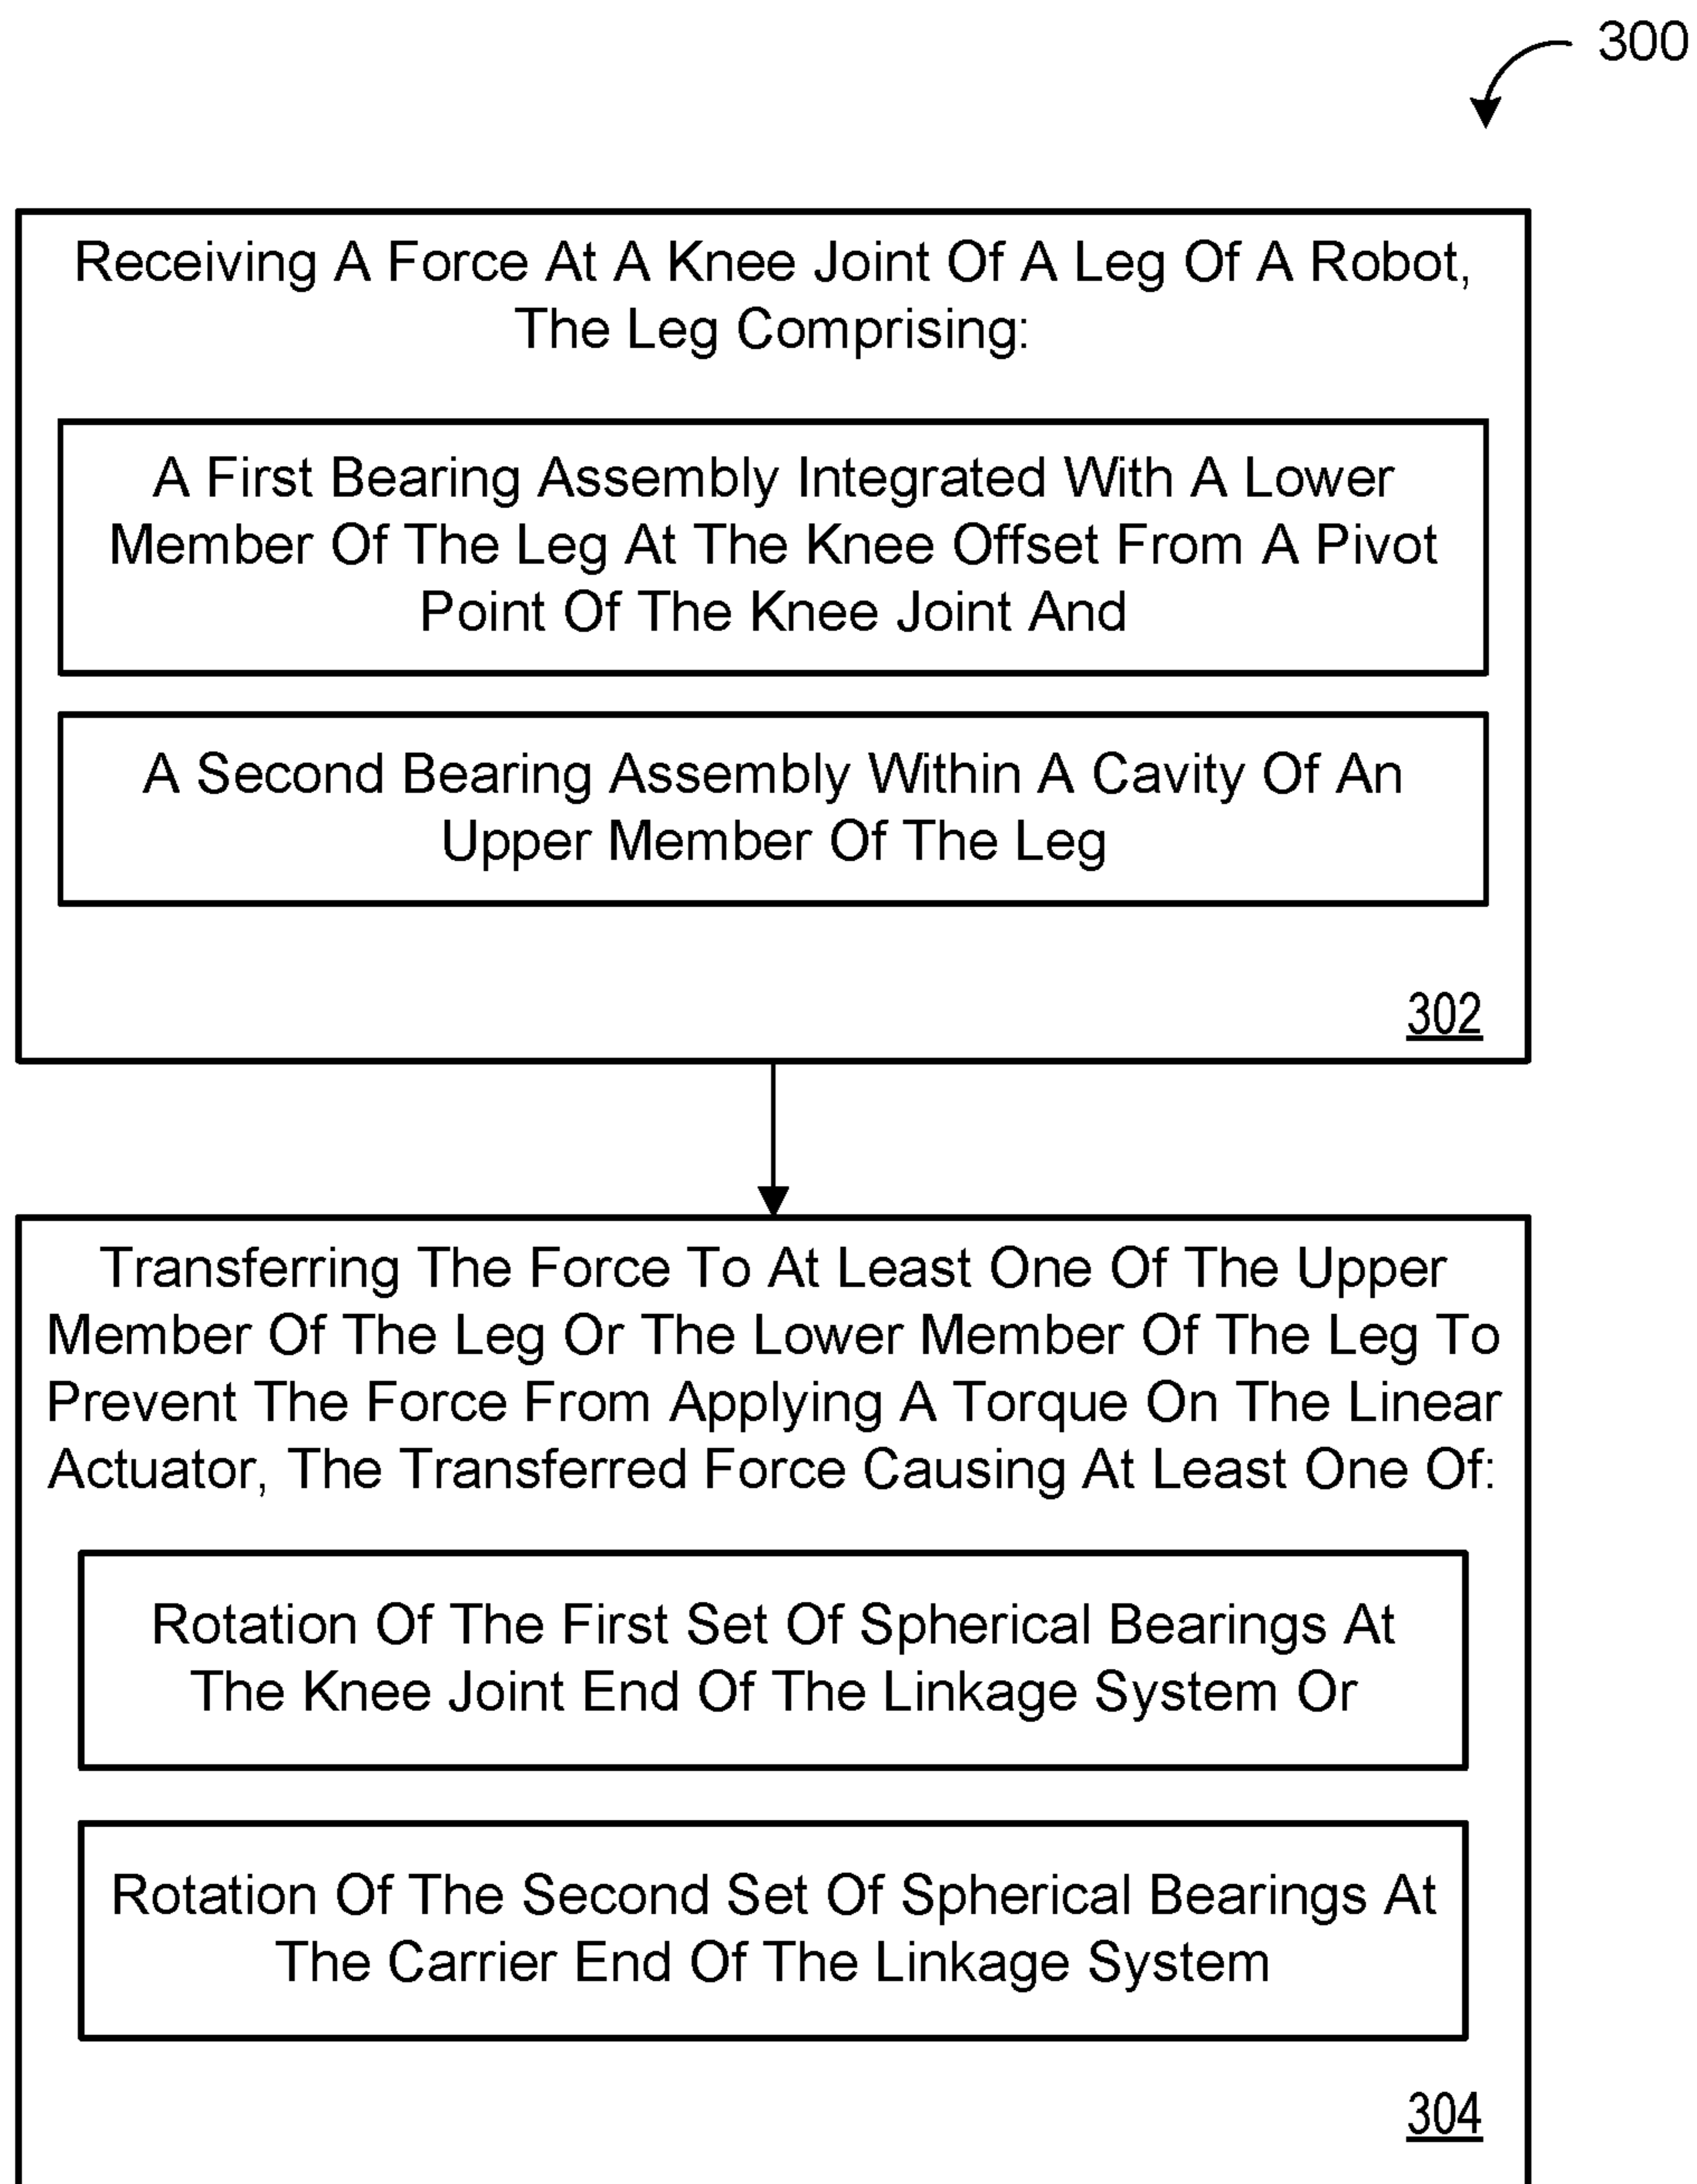 300
Receiving A Force At A Knee Joint Of A Leg Of A Robot,
The Leg Comprising:
A First Bearing Assembly Integrated With A Lower
Member Of The Leg At The Knee Offset From A Pivot
Point Of The Knee Joint And
A Second Bearing Assembly Within A Cavity Of An
Upper Member Of The Leg
302
Transferring The Force To At Least One Of The Upper
Member Of The Leg Or The Lower Member Of The Leg To
Prevent The Force From Applying A Torque On The Linear
Actuator, The Transferred Force Causing At Least One Of:
Rotation Of The First Set Of Spherical Bearings At
The Knee Joint End Of The Linkage System Or
Rotation Of The Second Set Of Spherical Bearings At
The Carrier End Of The Linkage System
304